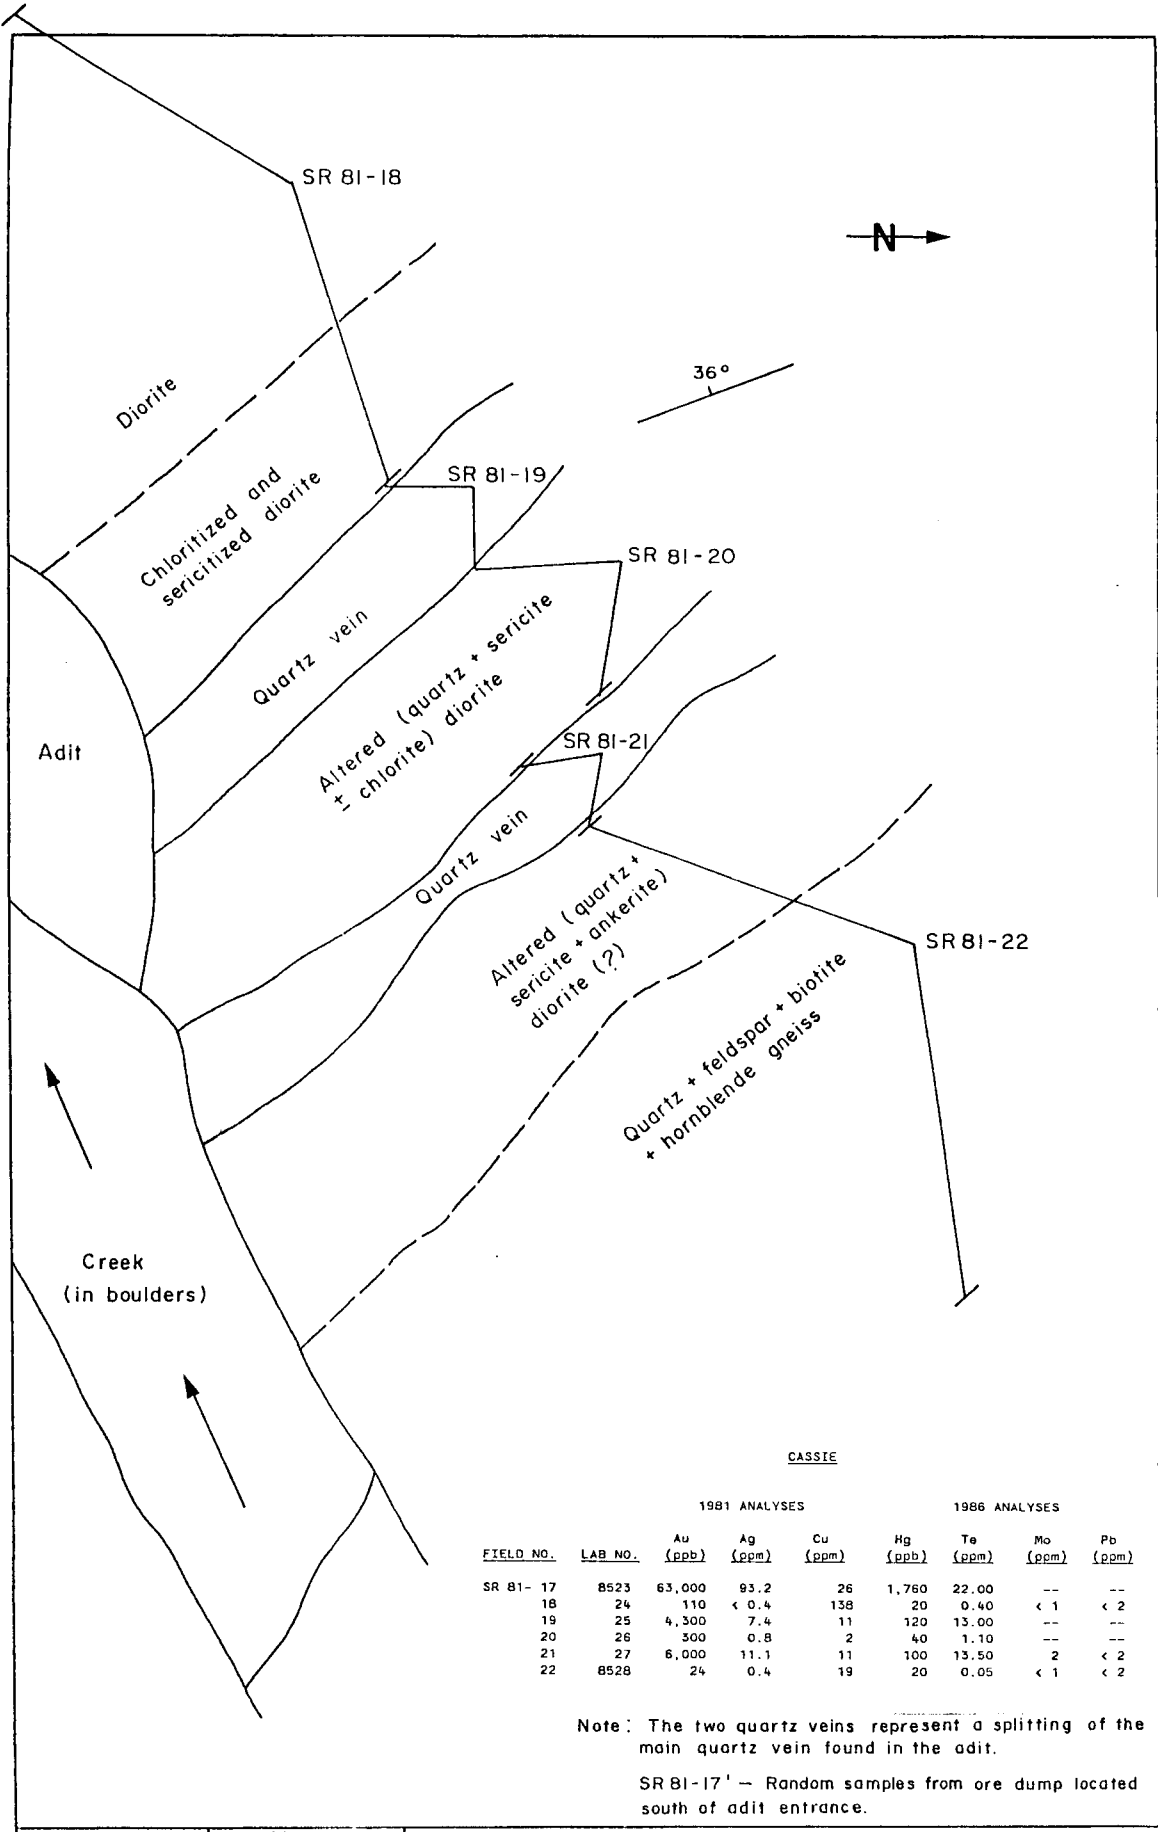 SR 81-18
N
36°
Diorite
Chloritized and
sericitized diorite
SR 81-19
SR 81-20
Quartz vein
Altered (quartz + sericite
± chlorite) diorite
Adit
SR 81-21
Quartz vein
Altered (quartz +
sericite + ankerite)
diorite (?)
SR 81-22
Quartz + feldspar + biotite
+ hornblende gneiss
Creek
(in boulders)
CASSIE
1981 ANALYSES 1986 ANALYSES
Au Ag Cu Hg Te Mo Pb
FIELD NO. LAB NO. (ppb) (ppm) (ppm) (ppb) (ppm) (ppm) (ppm)
SR 81- 17 8523 63,000 93.2 26 1,760 22.00 -- --
18 24 110 < 0.4 138 20 0.40 < 1 < 2
19 25 4,300 7.4 11 120 13.00 -- --
20 26 300 0.8 2 40 1.10 -- --
21 27 6,000 11.1 11 100 13.50 2 < 2
22 8528 24 0.4 19 20 0.05 < 1 < 2
Note: The two quartz veins represent a splitting of the
main quartz vein found in the adit.
SR 81-17' — Random samples from ore dump located
south of adit entrance.